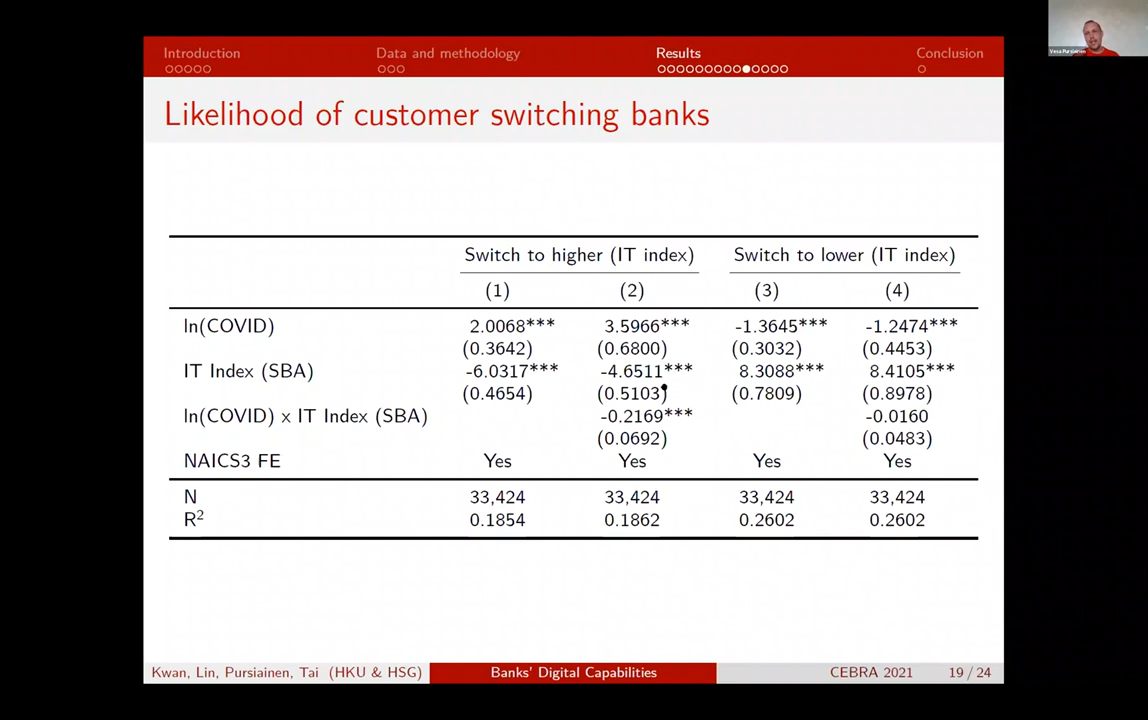 Introduction Data and methodology Results Conclusion
Likelihood of customer switching banks
Switch to higher (IT index) Switch to lower (IT index)
(1) (2) (3) (4)
ln(COVID) 2.0068*** 3.5966*** -1.3645*** -1.2474***
(0.3642) (0.6800) (0.3032) (0.4453)
IT Index (SBA) -6.0317*** -4.6511*** 8.3088*** 8.4105***
(0.4654) (0.5103) (0.7809) (0.8978)
ln(COVID) x IT Index (SBA) -0.2169*** -0.0160
(0.0692) (0.0483)
NAICS3 FE Yes Yes Yes Yes
N 33,424 33,424 33,424 33,424
R² 0.1854 0.1862 0.2602 0.2602
Kwan, Lin, Pursiainen, Tai (HKU & HSG) Banks' Digital Capabilities CEBRA 2021 19 / 24
Vesa Pursiainen